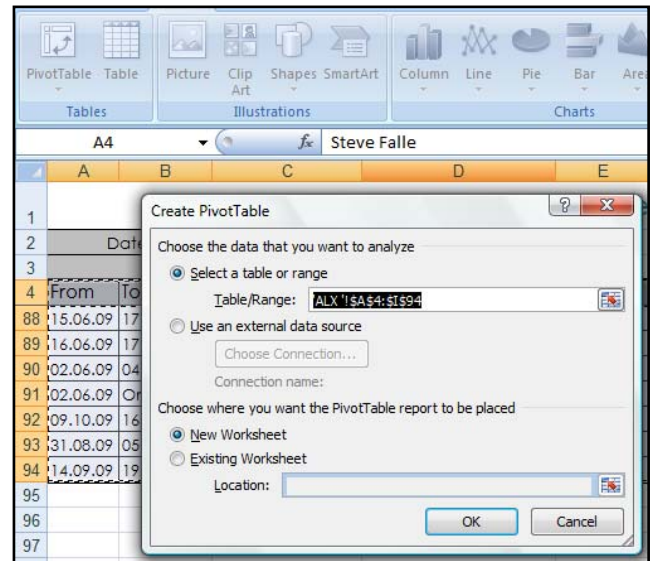 PivotTable Table Picture Clip Art Shapes SmartArt Column Line Pie Bar Area
Tables Illustrations Charts
A4 fx Steve Falle
A B C D E
1
2 Date
3
4 From To
88 15.06.09 17
89 16.06.09 17
90 02.06.09 04
91 02.06.09 Or
92 09.10.09 16
93 31.08.09 05
94 14.09.09 19
95
96
97
Create PivotTable
Choose the data that you want to analyze
Select a table or range
Table/Range: 'ALX '!$A$4:$I$94
Use an external data source
Choose Connection...
Connection name:
Choose where you want the PivotTable report to be placed
New Worksheet
Existing Worksheet
Location:
OK Cancel